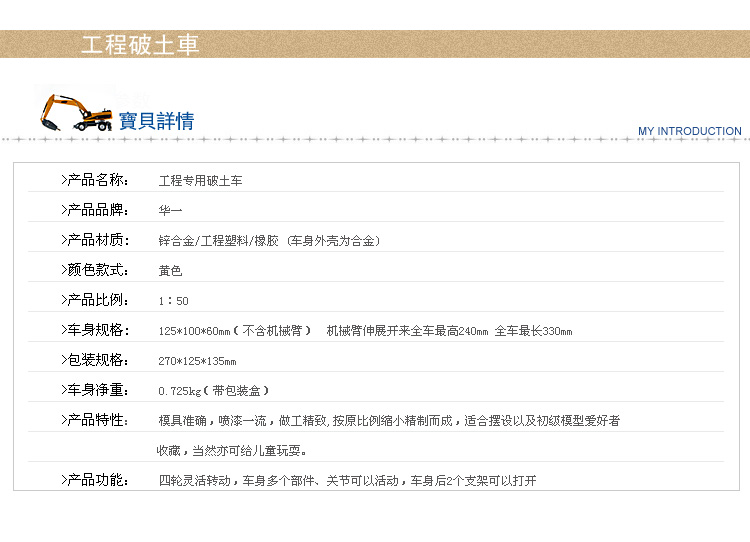 工程破土車
寶貝詳情
MY INTRODUCTION
>产品名称： 工程专用破土车
>产品品牌： 华一
>产品材质： 锌合金/工程塑料/橡胶 (车身外壳为合金)
>颜色款式： 黄色
>产品比例： 1：50
>车身规格： 125*100*60mm（不含机械臂） 机械臂伸展开来全车最高240mm 全车最长330mm
>包装规格： 270*125*135mm
>车身净重： 0.725kg（带包装盒）
>产品特性： 模具准确，喷漆一流，做工精致,按原比例缩小精制而成，适合摆设以及初级模型爱好者
收藏，当然亦可给儿童玩耍。
>产品功能： 四轮灵活转动，车身多个部件、关节可以活动，车身后2个支架可以打开